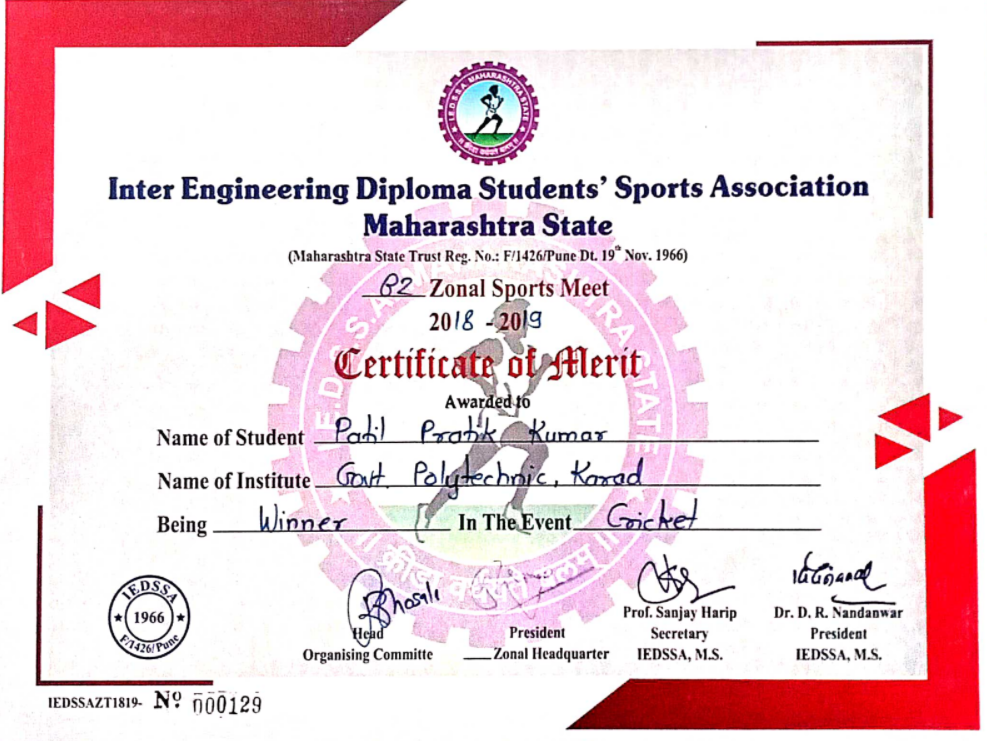 I.E.D.S.S.A. MAHARASHTRA STATE
Inter Engineering Diploma Students' Sports Association
Maharashtra State
(Maharashtra State Trust Reg. No.: F/1426/Pune Dt. 19th Nov. 1966)
B2 Zonal Sports Meet
2018 - 2019
Certificate of Merit
Awarded to
Name of Student Patil Pratik Kumar
Name of Institute Govt. Polytechnic, Karad
Being Winner In The Event Cricket
I.E.D.S.S.A. MAHARASHTRA STATE
IEDSSA
1966
F/1426/Pune
Bhosale
Head
Organising Committe
President
Zonal Headquarter
Prof. Sanjay Harip
Secretary
IEDSSA, M.S.
Dr. D. R. Nandanwar
President
IEDSSA, M.S.
IEDSSAZT1819- No. 000129